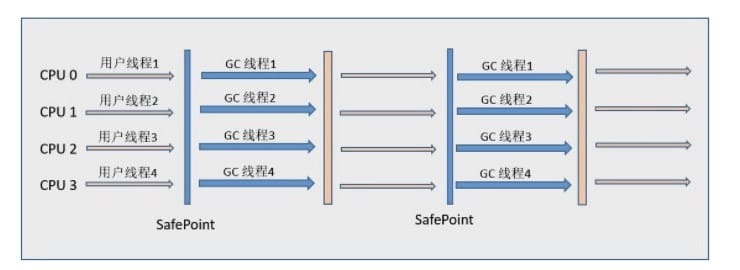 CPU 0
用户线程1
GC 线程1
GC 线程1
CPU 1
用户线程2
GC 线程2
GC 线程2
CPU 2
用户线程3
GC 线程3
GC 线程3
CPU 3
用户线程4
GC 线程4
GC 线程4
SafePoint
SafePoint